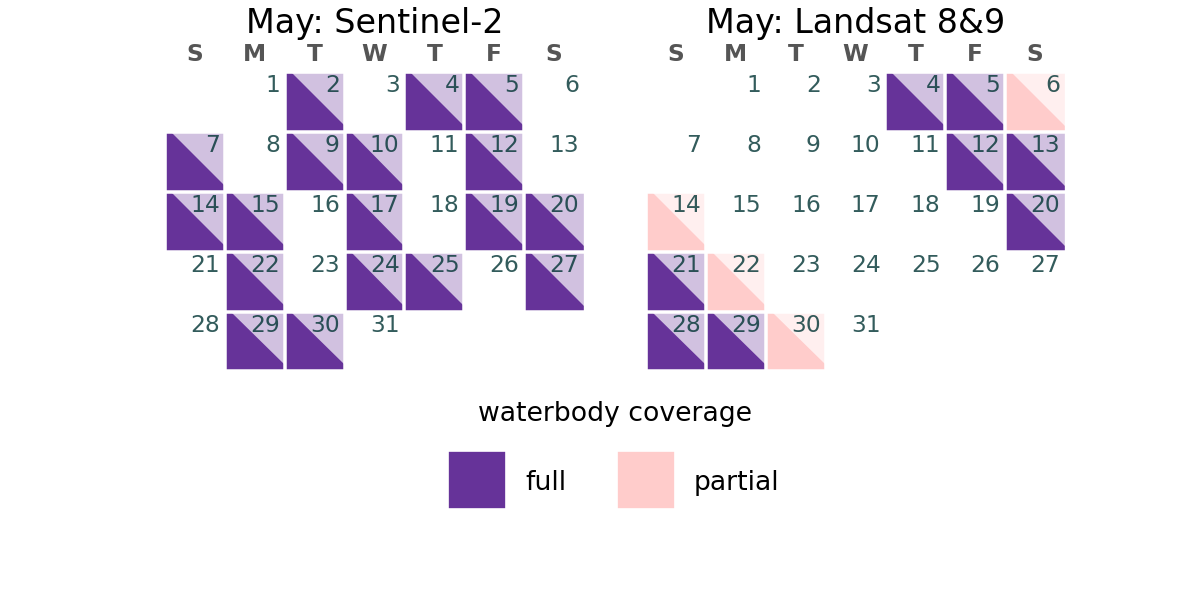 May: Sentinel-2
S M T W T F S
1 2 3 4 5 6
7 8 9 10 11 12 13
14 15 16 17 18 19 20
21 22 23 24 25 26 27
28 29 30 31
May: Landsat 8&9
S M T W T F S
1 2 3 4 5 6
7 8 9 10 11 12 13
14 15 16 17 18 19 20
21 22 23 24 25 26 27
28 29 30 31
waterbody coverage
full
partial